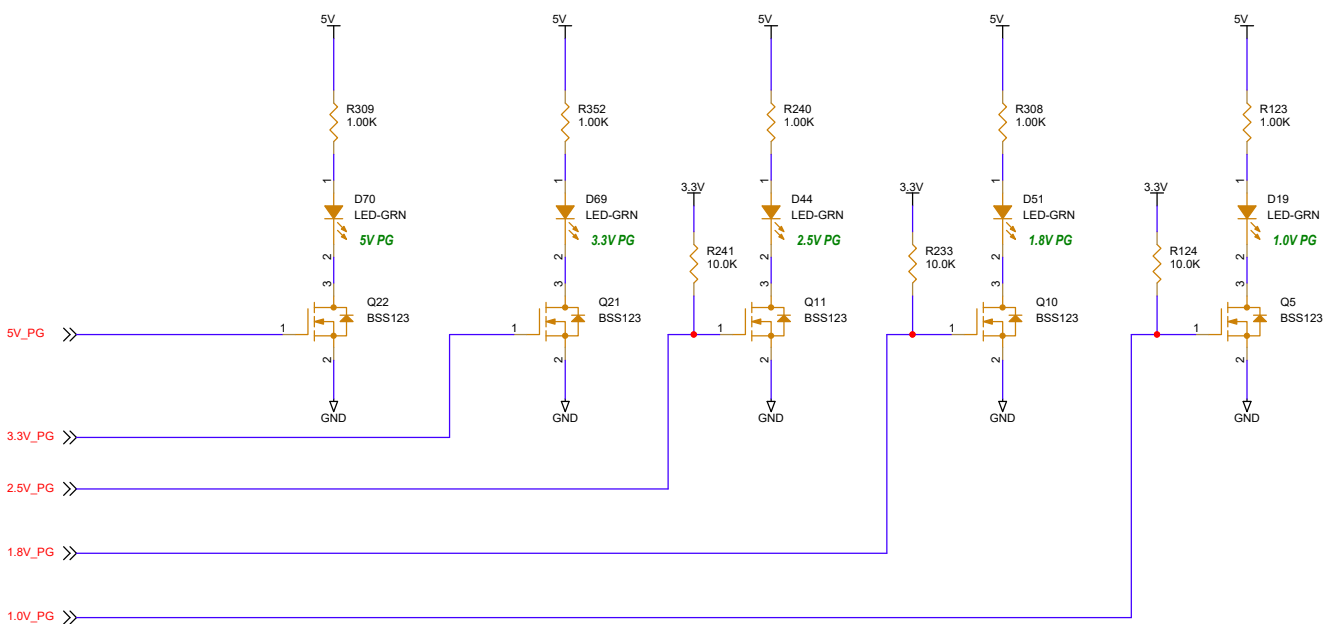 5V
5V
5V
5V
5V
R309
1.00K
R352
1.00K
R240
1.00K
R308
1.00K
R123
1.00K
1
1
1
1
1
3.3V
3.3V
3.3V
D70
LED-GRN
5V PG
D69
LED-GRN
3.3V PG
D44
LED-GRN
2.5V PG
D51
LED-GRN
1.8V PG
D19
LED-GRN
1.0V PG
R241
10.0K
R233
10.0K
R124
10.0K
2
2
2
2
2
3
3
3
3
3
Q22
BSS123
Q21
BSS123
Q11
BSS123
Q10
BSS123
Q5
BSS123
5V_PG
1
1
1
1
1
2
2
2
2
2
GND
GND
GND
GND
GND
3.3V_PG
2.5V_PG
1.8V_PG
1.0V_PG